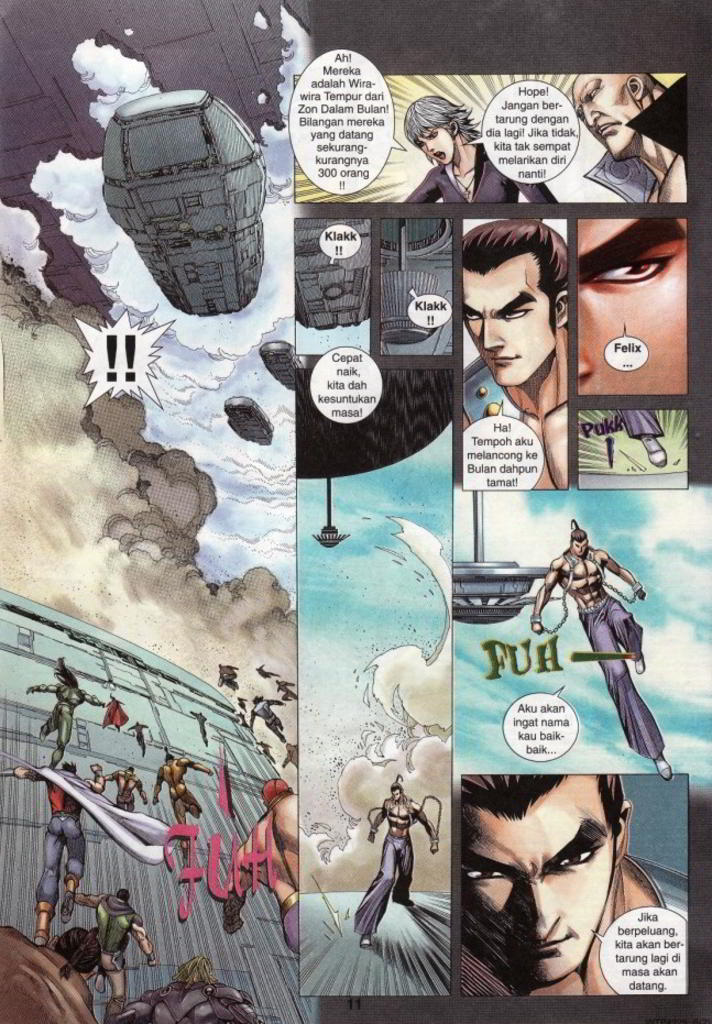 Ah!
Mereka
adalah Wira-
wira Tempur dari
Zon Dalam Bulan!
Bilangan mereka
yang datang
sekurang-
kurangnya
300 orang
!!
Hope!
Jangan ber-
tarung dengan
dia lagi! Jika tidak,
kita tak sempat
melarikan diri
nanti!
!!
Klakk
!!
Klakk
!!
Cepat
naik,
kita dah
kesuntukan
masa!
Ha!
Tempoh aku
melancong ke
Bulan dahpun
tamat!
Felix
...
PUKK
FUH
Aku akan
ingat nama
kau baik-
baik...
FUH
Jika
berpeluang,
kita akan ber-
tarung lagi di
masa akan
datang.
11